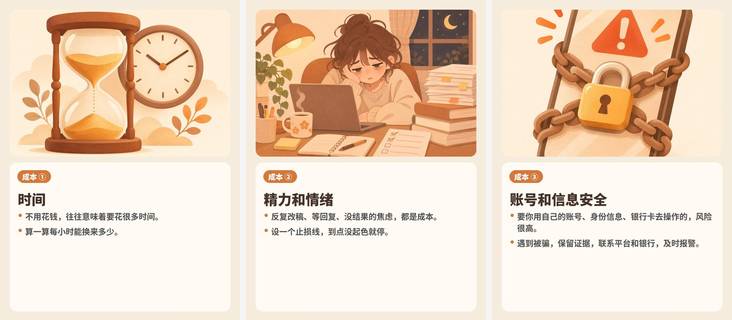 成本 ①
时间
不用花钱，往往意味着要花很多时间。
算一算每小时能换来多少。
成本 ②
精力和情绪
反复改稿、等回复、没结果的焦虑，都是成本。
设一个止损线，到点没起色就停。
成本 ③
账号和信息安全
要你用自己的账号、身份信息、银行卡去操作的，风险
很高。
遇到被骗，保留证据，联系平台和银行，及时报警。